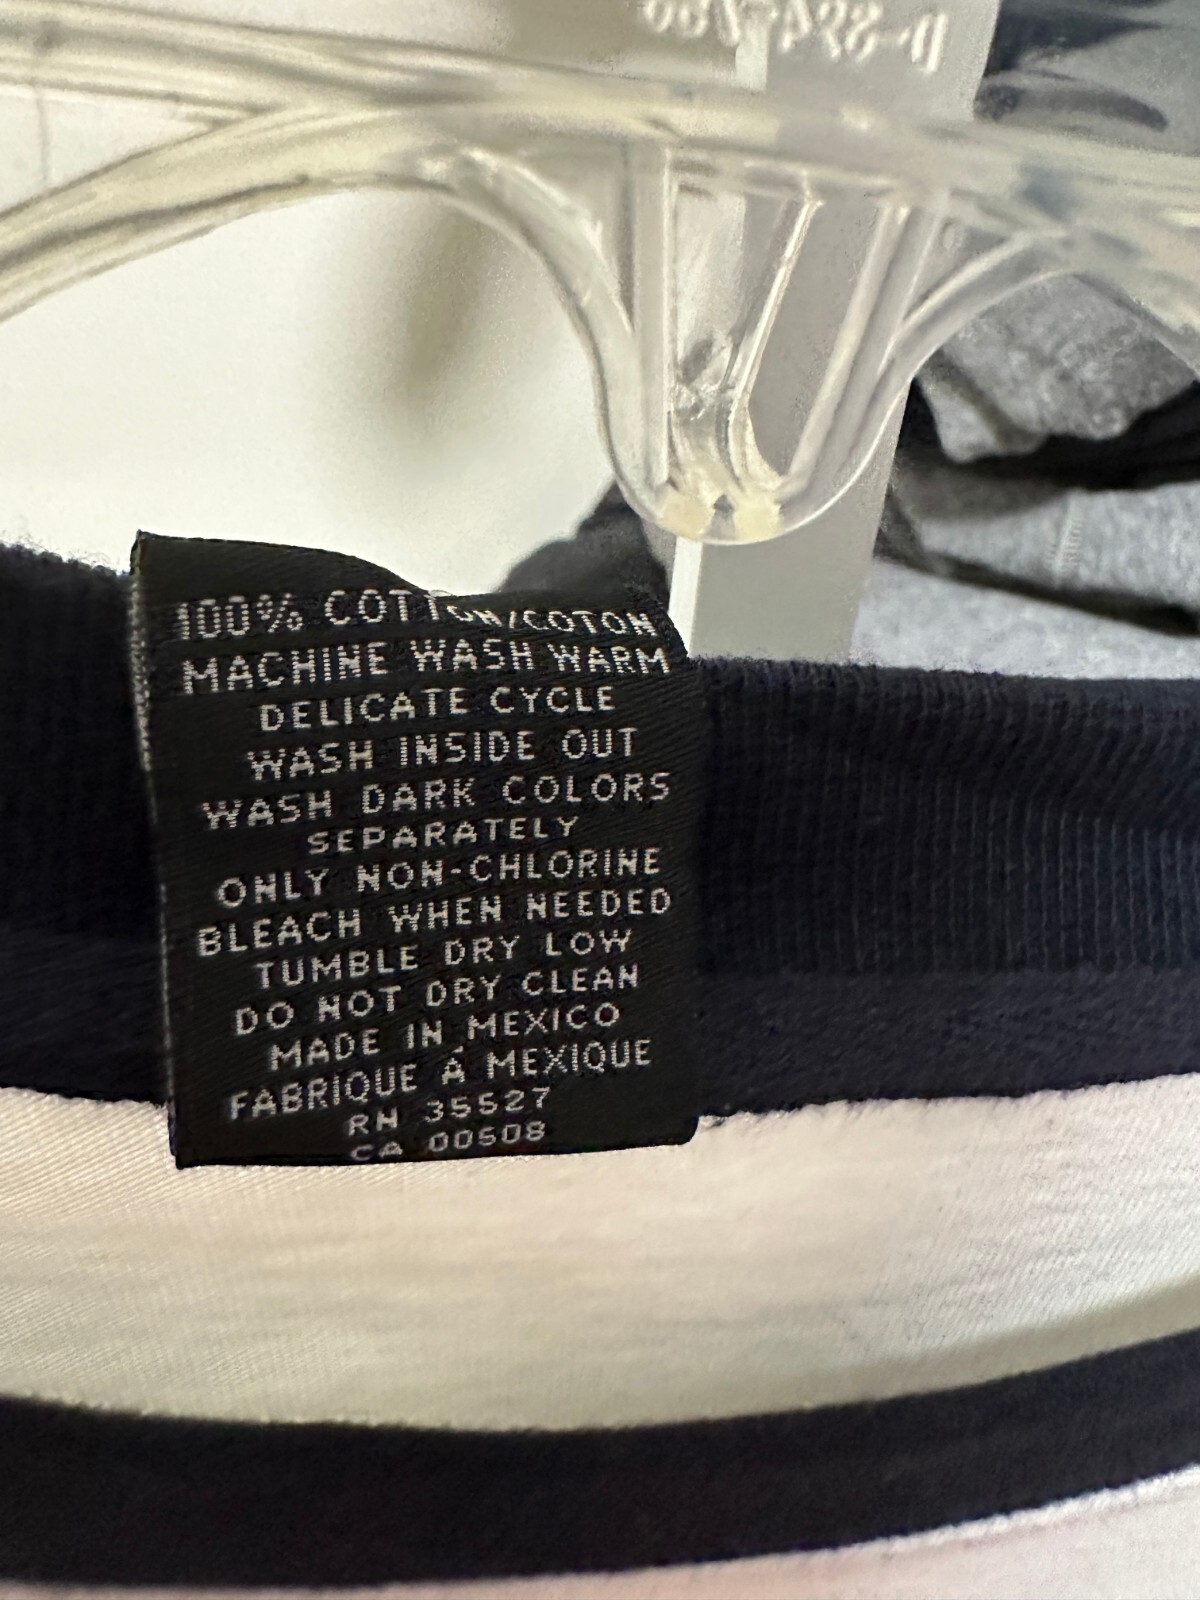 100% COTTON/COTON
MACHINE WASH WARM
DELICATE CYCLE
WASH INSIDE OUT
WASH DARK COLORS
SEPARATELY
ONLY NON-CHLORINE
BLEACH WHEN NEEDED
TUMBLE DRY LOW
DO NOT DRY CLEAN
MADE IN MEXICO
FABRIQUE À MEXIQUE
RN 35527
CA 00508